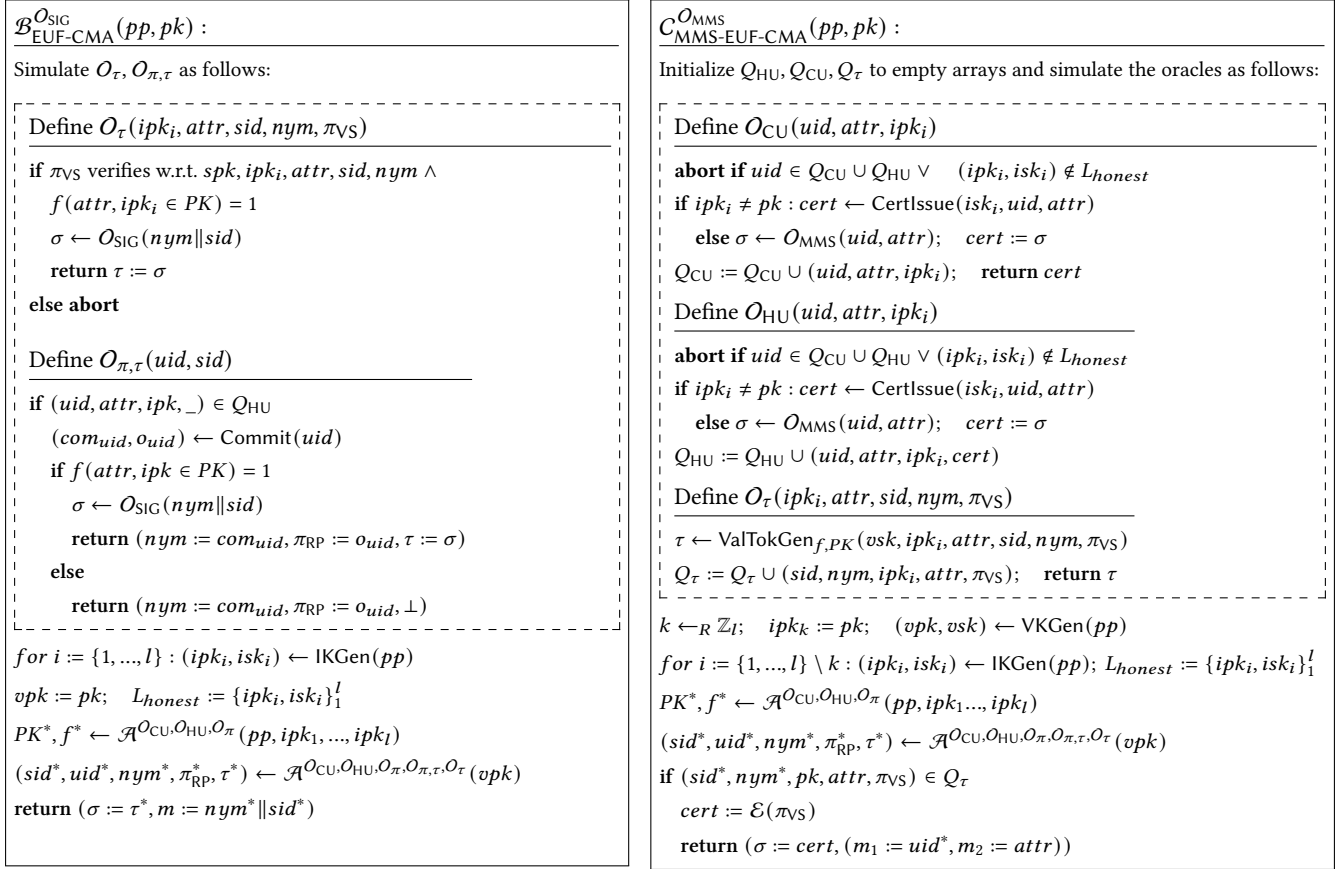 ℬ^{O_SIG}_{EUF-CMA}(pp, pk) :
Simulate O_τ, O_{π,τ} as follows:
Define O_τ(ipk_i, attr, sid, nym, π_VS)
if π_VS verifies w.r.t. spk, ipk_i, attr, sid, nym ∧
f(attr, ipk_i ∈ PK) = 1
σ ← O_SIG(nym‖sid)
return τ := σ
else abort
Define O_{π,τ}(uid, sid)
if (uid, attr, ipk, _) ∈ Q_HU
(com_uid, o_uid) ← Commit(uid)
if f(attr, ipk ∈ PK) = 1
σ ← O_SIG(nym‖sid)
return (nym := com_uid, π_RP := o_uid, τ := σ)
else
return (nym := com_uid, π_RP := o_uid, ⊥)
for i := {1, ..., l} : (ipk_i, isk_i) ← IKGen(pp)
vpk := pk; L_honest := {ipk_i, isk_i}_1^l
PK*, f* ← 𝒜^{O_CU, O_HU, O_π}(pp, ipk_1, ..., ipk_l)
(sid*, uid*, nym*, π*_RP, τ*) ← 𝒜^{O_CU, O_HU, O_π, O_{π,τ}, O_τ}(vpk)
return (σ := τ*, m := nym*‖sid*)
𝒞^{O_MMS}_{MMS-EUF-CMA}(pp, pk) :
Initialize Q_HU, Q_CU, Q_τ to empty arrays and simulate the oracles as follows:
Define O_CU(uid, attr, ipk_i)
abort if uid ∈ Q_CU ∪ Q_HU ∨ (ipk_i, isk_i) ∉ L_honest
if ipk_i ≠ pk : cert ← CertIssue(isk_i, uid, attr)
else σ ← O_MMS(uid, attr); cert := σ
Q_CU := Q_CU ∪ (uid, attr, ipk_i); return cert
Define O_HU(uid, attr, ipk_i)
abort if uid ∈ Q_CU ∪ Q_HU ∨ (ipk_i, isk_i) ∉ L_honest
if ipk_i ≠ pk : cert ← CertIssue(isk_i, uid, attr)
else σ ← O_MMS(uid, attr); cert := σ
Q_HU := Q_HU ∪ (uid, attr, ipk_i, cert)
Define O_τ(ipk_i, attr, sid, nym, π_VS)
τ ← ValTokGen_{f,PK}(vsk, ipk_i, attr, sid, nym, π_VS)
Q_τ := Q_τ ∪ (sid, nym, ipk_i, attr, π_VS); return τ
k ←_R ℤ_l; ipk_k := pk; (vpk, vsk) ← VKGen(pp)
for i := {1, ..., l} \ k : (ipk_i, isk_i) ← IKGen(pp); L_honest := {ipk_i, isk_i}_1^l
PK*, f* ← 𝒜^{O_CU, O_HU, O_π}(pp, ipk_1..., ipk_l)
(sid*, uid*, nym*, π*_RP, τ*) ← 𝒜^{O_CU, O_HU, O_π, O_{π,τ}, O_τ}(vpk)
if (sid*, nym*, pk, attr, π_VS) ∈ Q_τ
cert := ℰ(π_VS)
return (σ := cert, (m_1 := uid*, m_2 := attr))